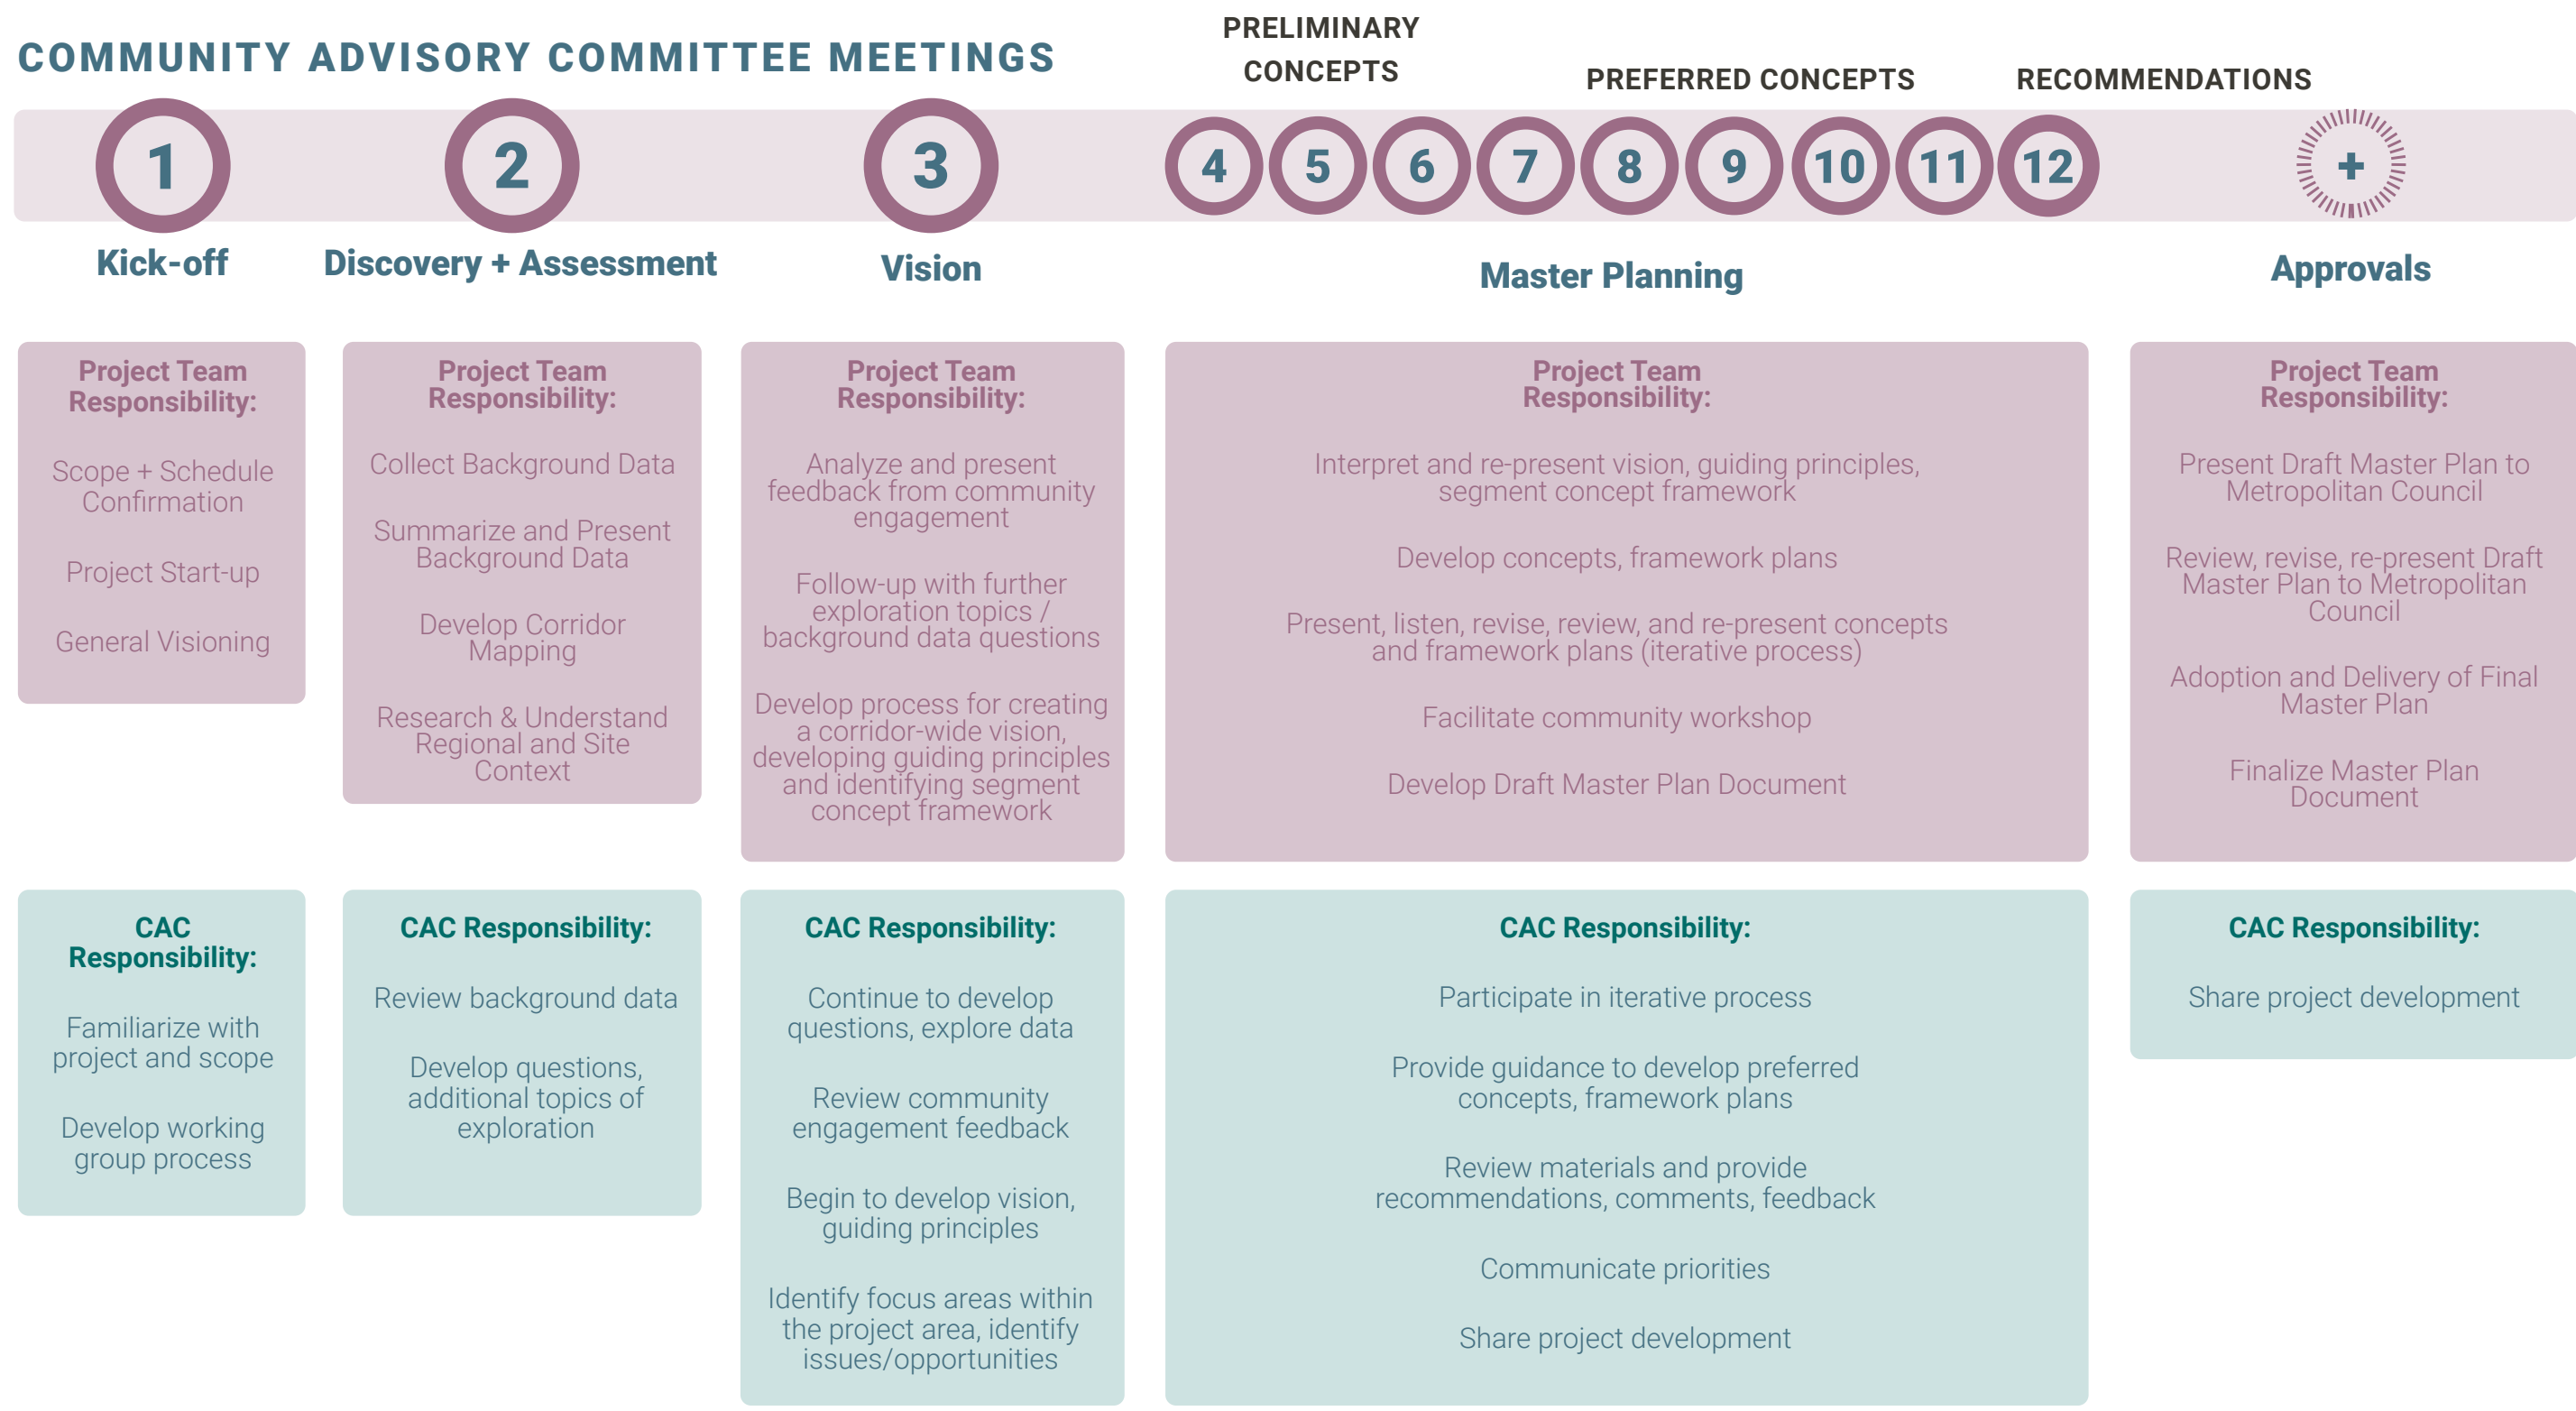 COMMUNITY ADVISORY COMMITTEE MEETINGS
PRELIMINARY
CONCEPTS
PREFERRED CONCEPTS
RECOMMENDATIONS
1
2
3
4
5
6
7
8
9
10
11
12
+
Kick-off
Discovery + Assessment
Vision
Master Planning
Approvals
Project Team
Responsibility:
Scope + Schedule
Confirmation
Project Start-up
General Visioning
Project Team
Responsibility:
Collect Background Data
Summarize and Present
Background Data
Develop Corridor
Mapping
Research & Understand
Regional and Site
Context
Project Team
Responsibility:
Analyze and present
feedback from community
engagement
Follow-up with further
exploration topics /
background data questions
Develop process for creating
a corridor-wide vision,
developing guiding principles
and identifying segment
concept framework
Project Team
Responsibility:
Interpret and re-present vision, guiding principles,
segment concept framework
Develop concepts, framework plans
Present, listen, revise, review, and re-present concepts
and framework plans (iterative process)
Facilitate community workshop
Develop Draft Master Plan Document
Project Team
Responsibility:
Present Draft Master Plan to
Metropolitan Council
Review, revise, re-present Draft
Master Plan to Metropolitan
Council
Adoption and Delivery of Final
Master Plan
Finalize Master Plan
Document
CAC
Responsibility:
Familiarize with
project and scope
Develop working
group process
CAC Responsibility:
Review background data
Develop questions,
additional topics of
exploration
CAC Responsibility:
Continue to develop
questions, explore data
Review community
engagement feedback
Begin to develop vision,
guiding principles
Identify focus areas within
the project area, identify
issues/opportunities
CAC Responsibility:
Participate in iterative process
Provide guidance to develop preferred
concepts, framework plans
Review materials and provide
recommendations, comments, feedback
Communicate priorities
Share project development
CAC Responsibility:
Share project development